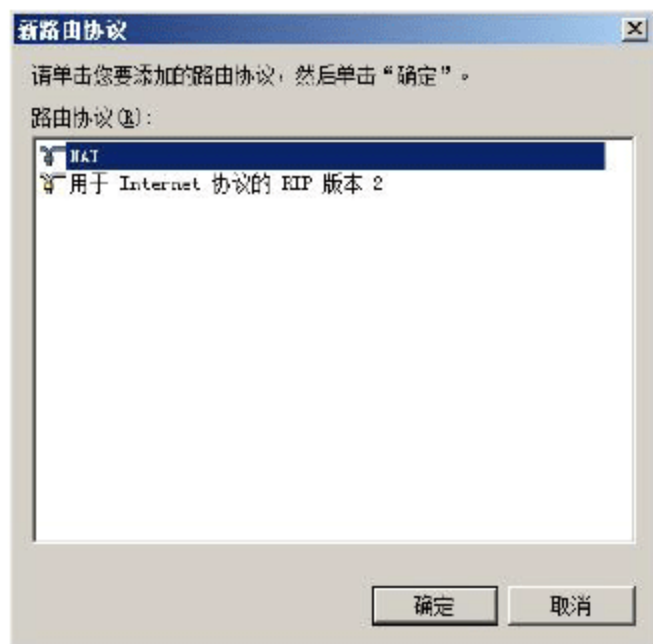 新路由协议
请单击您要添加的路由协议，然后单击“确定”。
路由协议(R):
NAT
用于 Internet 协议的 RIP 版本 2
确定
取消